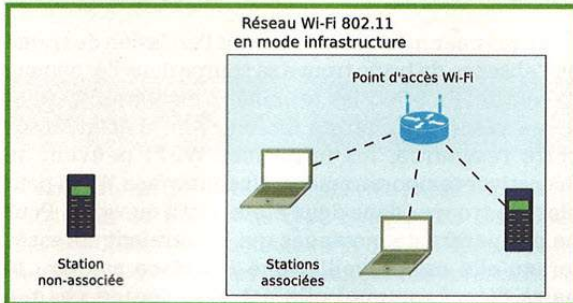 Réseau Wi-Fi 802.11
en mode infrastructure
Point d'accès Wi-Fi
Station
non-associée
Stations
associées